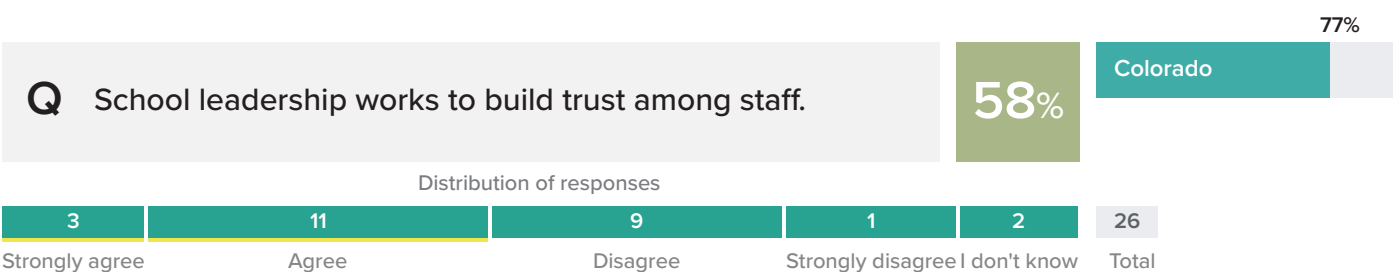 77%
Q School leadership works to build trust among staff.
58%
Colorado
Distribution of responses
3 11 9 1 2 26
Strongly agree Agree Disagree Strongly disagree I don't know Total